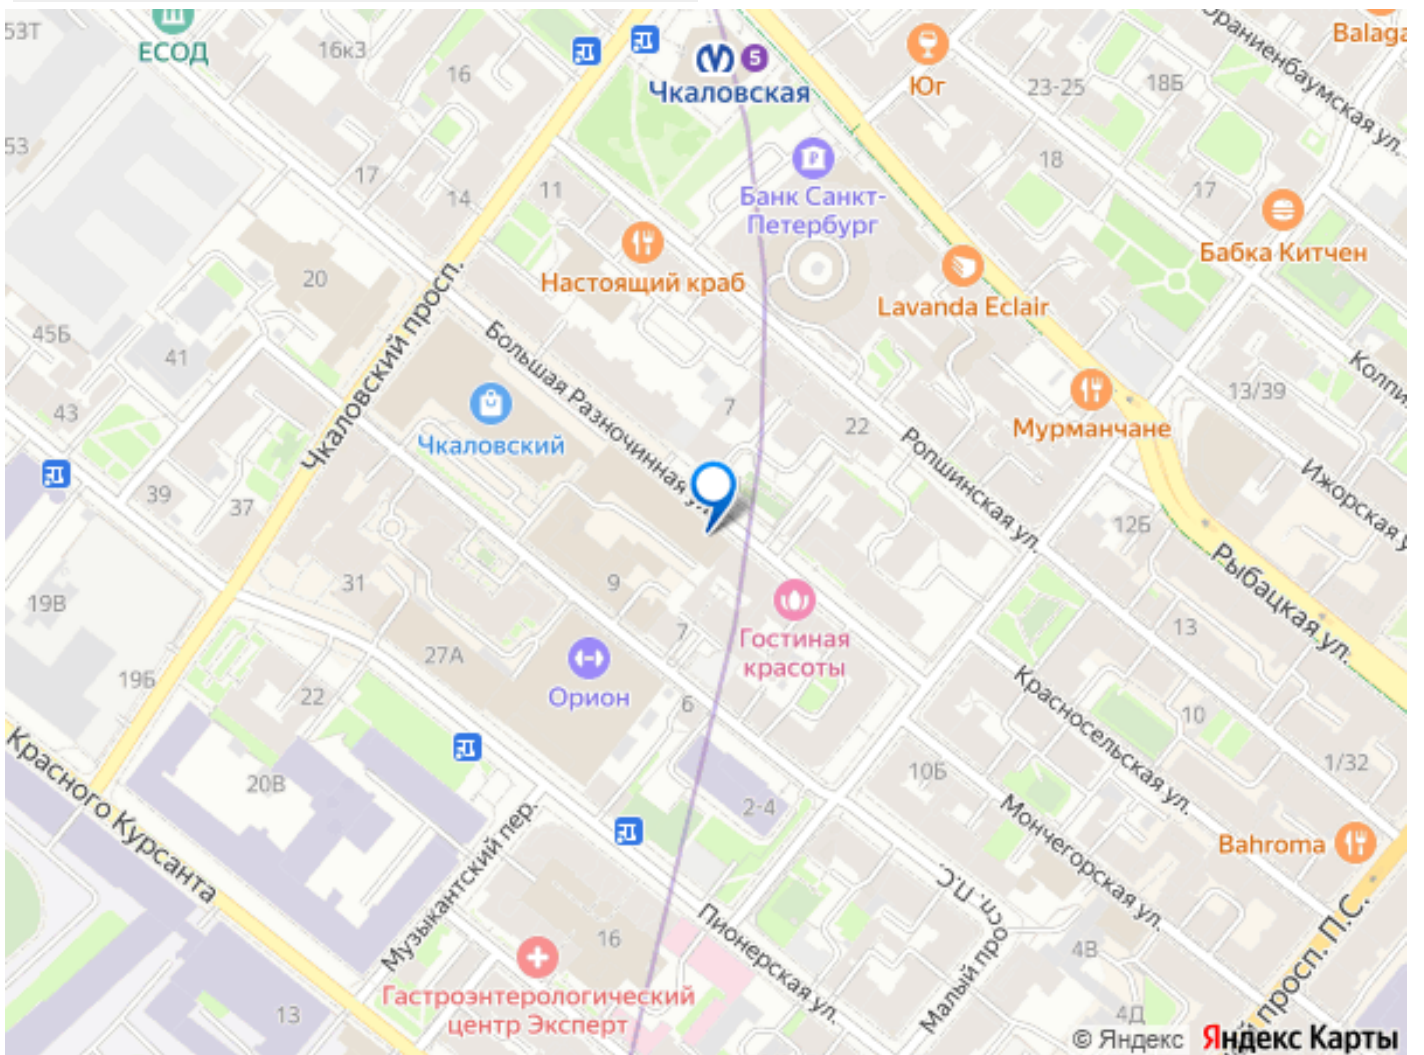 53Т
ЕСОД
16к3
16
5
Чкаловская
Юг
23-25
18Б
Balaga
Ораниенбаумская ул.
53
17
14
11
Банк Санкт-
Петербург
18
17
Бабка Китчен
20
Настоящий краб
Lavanda Eclair
Чкаловский просп.
Большая Разночинная ул.
45Б
41
43
Чкаловский
7
22
Мурманчане
13/39
Колпи
Ропшинская ул.
Ижорская у
39
37
12Б
31
9
Рыбацкая ул.
19В
Гостиная
красоты
7
13
27А
Орион
6
19Б
22
Красносельская ул.
10
1/32
Красного Курсанта
20В
10Б
2-4
Мончегорская ул.
Bahroma
Музыкантский пер.
Пионерская ул.
Малый просп. П.С.
4В
16
Гастроэнтерологический
центр Эксперт
13
4Д
й просп. П.С.
© Яндекс Яндекс Карты